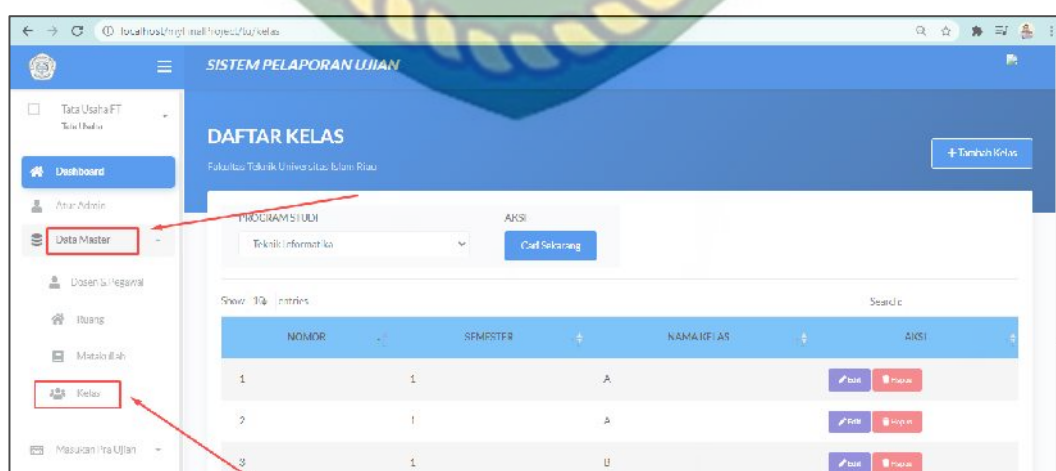 localhost/myFinalProject/tu/kelas
SISTEM PELAPORAN UJIAN
Tata Usaha FT
Tata Usaha
DAFTAR KELAS
Fakultas Teknik Universitas Islam Riau
+ Tambah Kelas
Dashboard
Atur Admin
Data Master
Dosen & Pegawai
Ruang
Matakuliah
Kelas
Masukan Pra Ujian
PROGRAM STUDI
AKSI
Teknik Informatika
Cari Sekarang
Show 10 entries
Search:
NOMOR SEMESTER NAMA KELAS AKSI
1 1 A Edit Hapus
2 1 A Edit Hapus
3 1 B Edit Hapus